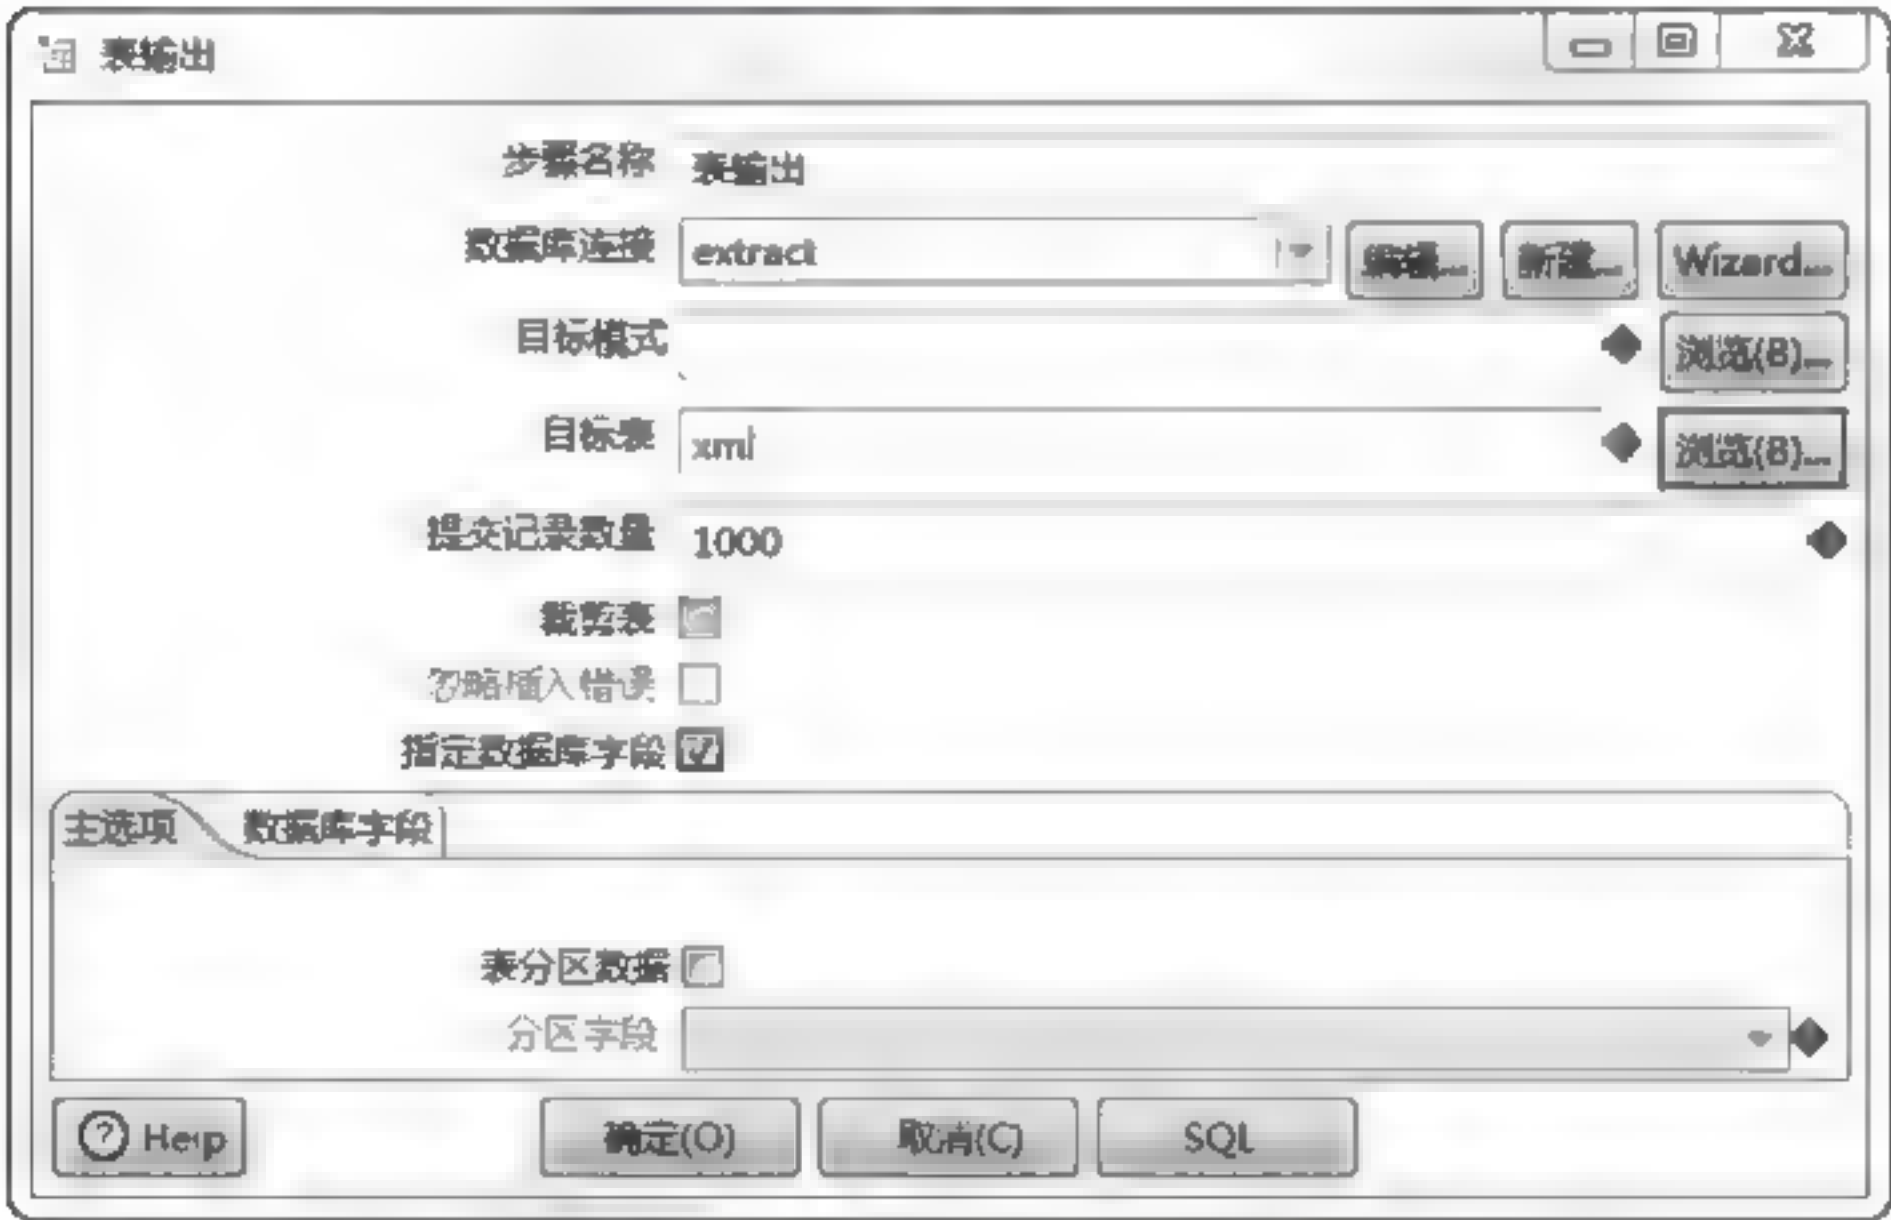 表输出
步骤名称 表输出
数据库连接 extract 编辑... 新建... Wizard...
目标模式 浏览(B)...
目标表 xml 浏览(B)...
提交记录数量 1000
裁剪表
忽略插入错误
指定数据库字段
主选项 数据库字段
表分区数据
分区字段
Help 确定(O) 取消(C) SQL